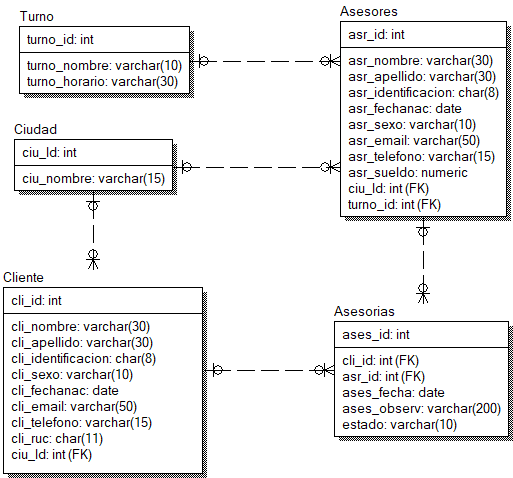 Turno
turno_id: int
turno_nombre: varchar(10)
turno_horario: varchar(30)
Asesores
asr_id: int
asr_nombre: varchar(30)
asr_apellido: varchar(30)
asr_identificacion: char(8)
asr_fechanac: date
asr_sexo: varchar(10)
asr_email: varchar(50)
asr_telefono: varchar(15)
asr_sueldo: numeric
ciu_Id: int (FK)
turno_id: int (FK)
Ciudad
ciu_Id: int
ciu_nombre: varchar(15)
Cliente
cli_id: int
cli_nombre: varchar(30)
cli_apellido: varchar(30)
cli_identificacion: char(8)
cli_sexo: varchar(10)
cli_fechanac: date
cli_email: varchar(50)
cli_telefono: varchar(15)
cli_ruc: char(11)
ciu_Id: int (FK)
Asesorias
ases_id: int
cli_id: int (FK)
asr_id: int (FK)
ases_fecha: date
ases_observ: varchar(200)
estado: varchar(10)